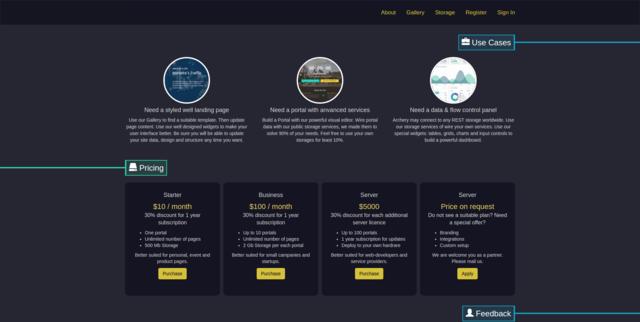 About Gallery Storage Register Sign In
Use Cases
Need a styled well landing page
Use our Gallery to find a suitable template. Then update
page content. Use our well designed widgets to make your
user interface better. Be sure you will be able to update
your site data, design and structure any time you want.
Need a portal with anvanced services
Build a Portal with our powerful visual editor. Wire portal
data with our public storage services, we made them to
solve 90% of your needs. Feel free to use your own
storages for least 10%.
Need a data & flow control panel
Archery may connect to any REST storage worldwide. Use
our storage services of wire your own services. Use our
special widgets: tables, grids, charts and input controls to
build a powerful dashboard.
Pricing
Starter
$10 / month
30% discount for 1 year
subscription
One portal
Unlimited number of pages
500 Mb Storage
Better suited for personal, event and
product pages.
Purchase
Business
$100 / month
30% discount for 1 year
subscription
Up to 10 portals
Unlimited number of pages
2 Gb Storage per each portal
Better suited for small companies and
startups.
Purchase
Server
$5000
30% discount for each additional
server licence
Up to 100 portals
1 year subscription for updates
Deploy to your own hardware
Better suited for web-developers and
service providers.
Purchase
Server
Price on request
Do not see a suitable plan? Need
a special offer?
Branding
Integrations
Custom setup
We are welcome you as a partner.
Please mail us.
Apply
Feedback